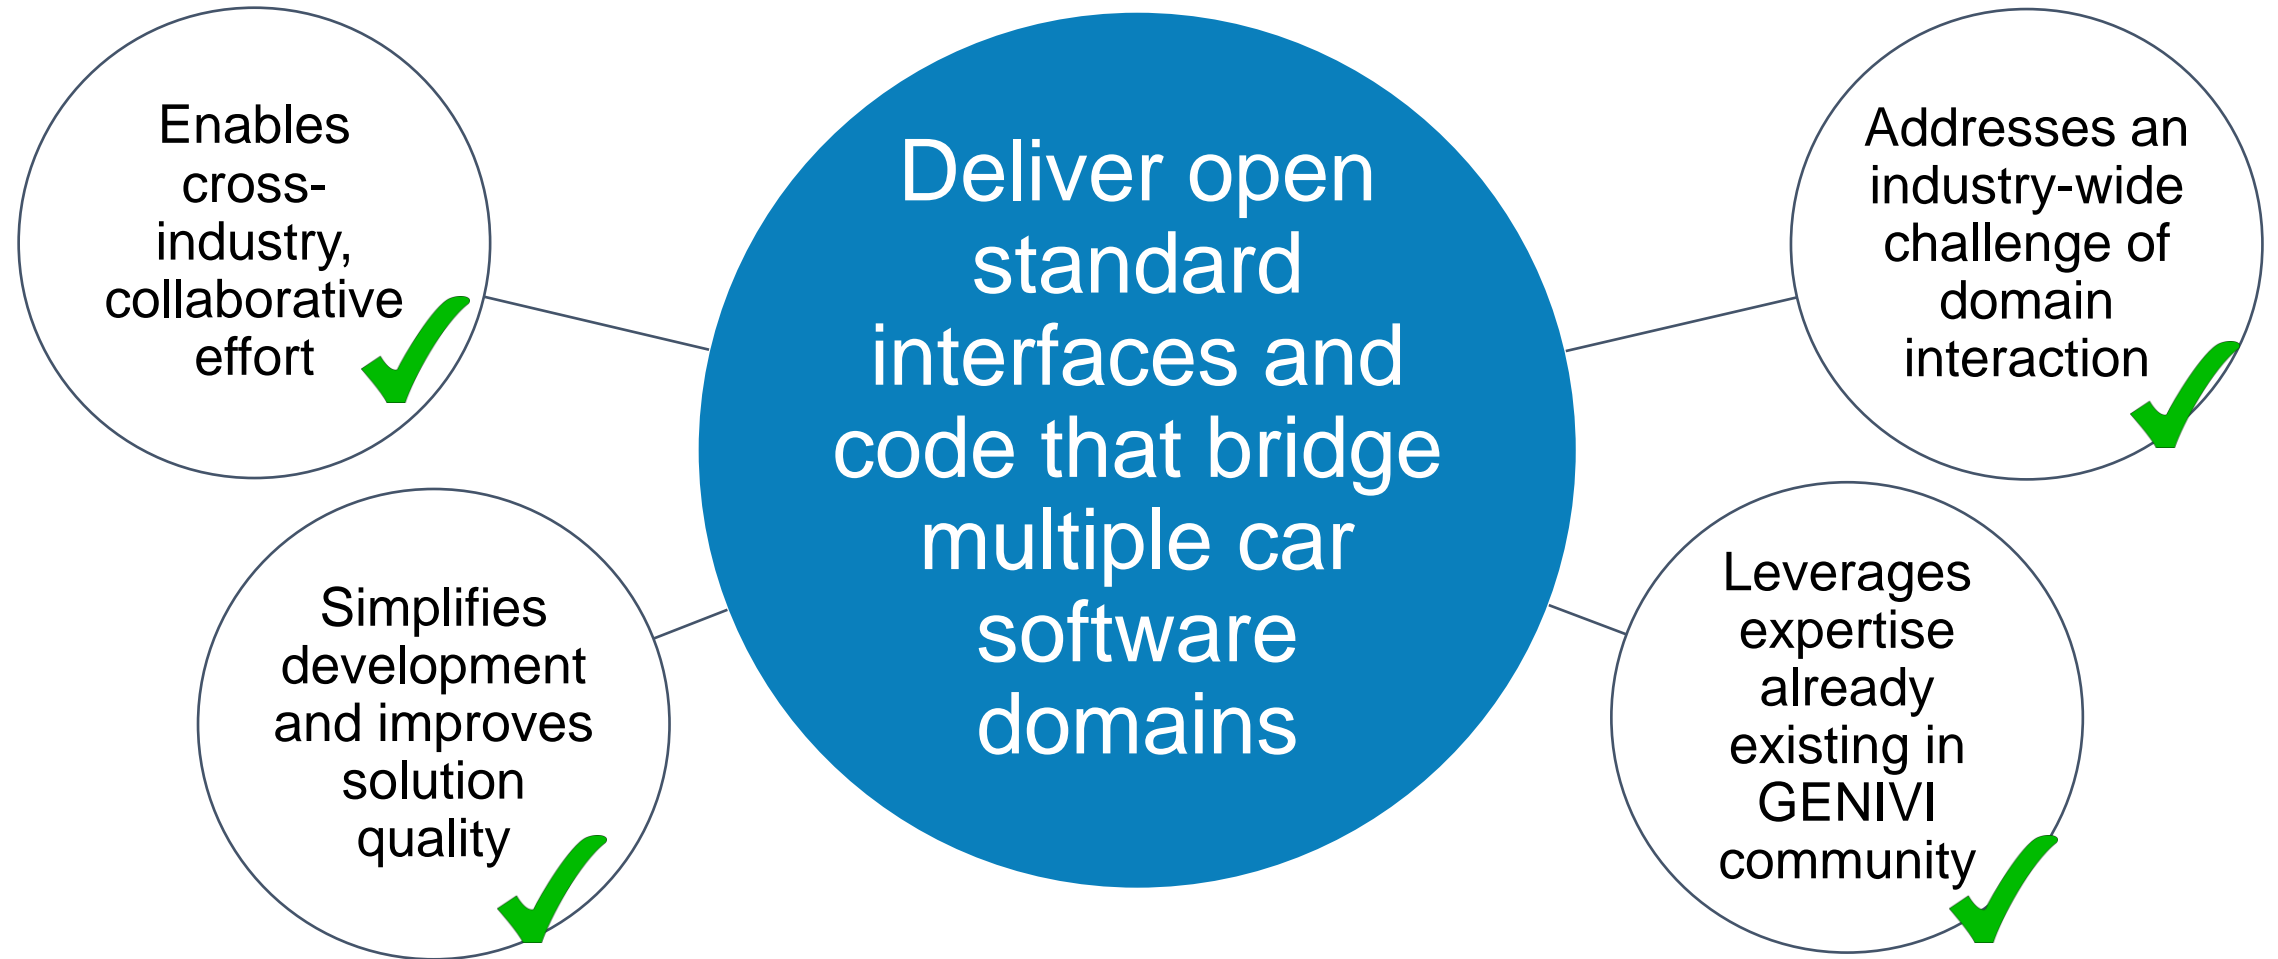 Enables
cross-
industry,
collaborative
effort
Deliver open
standard
interfaces and
code that bridge
multiple car
software
domains
Addresses an
industry-wide
challenge of
domain
interaction
Simplifies
development
and improves
solution
quality
Leverages
expertise
already
existing in
GENIVI
community